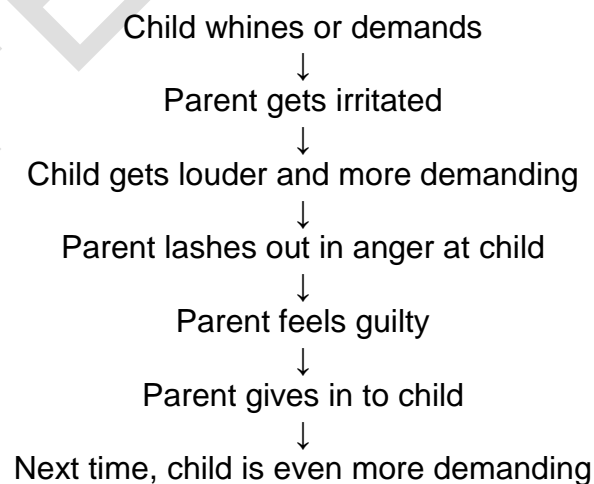 Child whines or demands
↓
Parent gets irritated
↓
Child gets louder and more demanding
↓
Parent lashes out in anger at child
↓
Parent feels guilty
↓
Parent gives in to child
↓
Next time, child is even more demanding